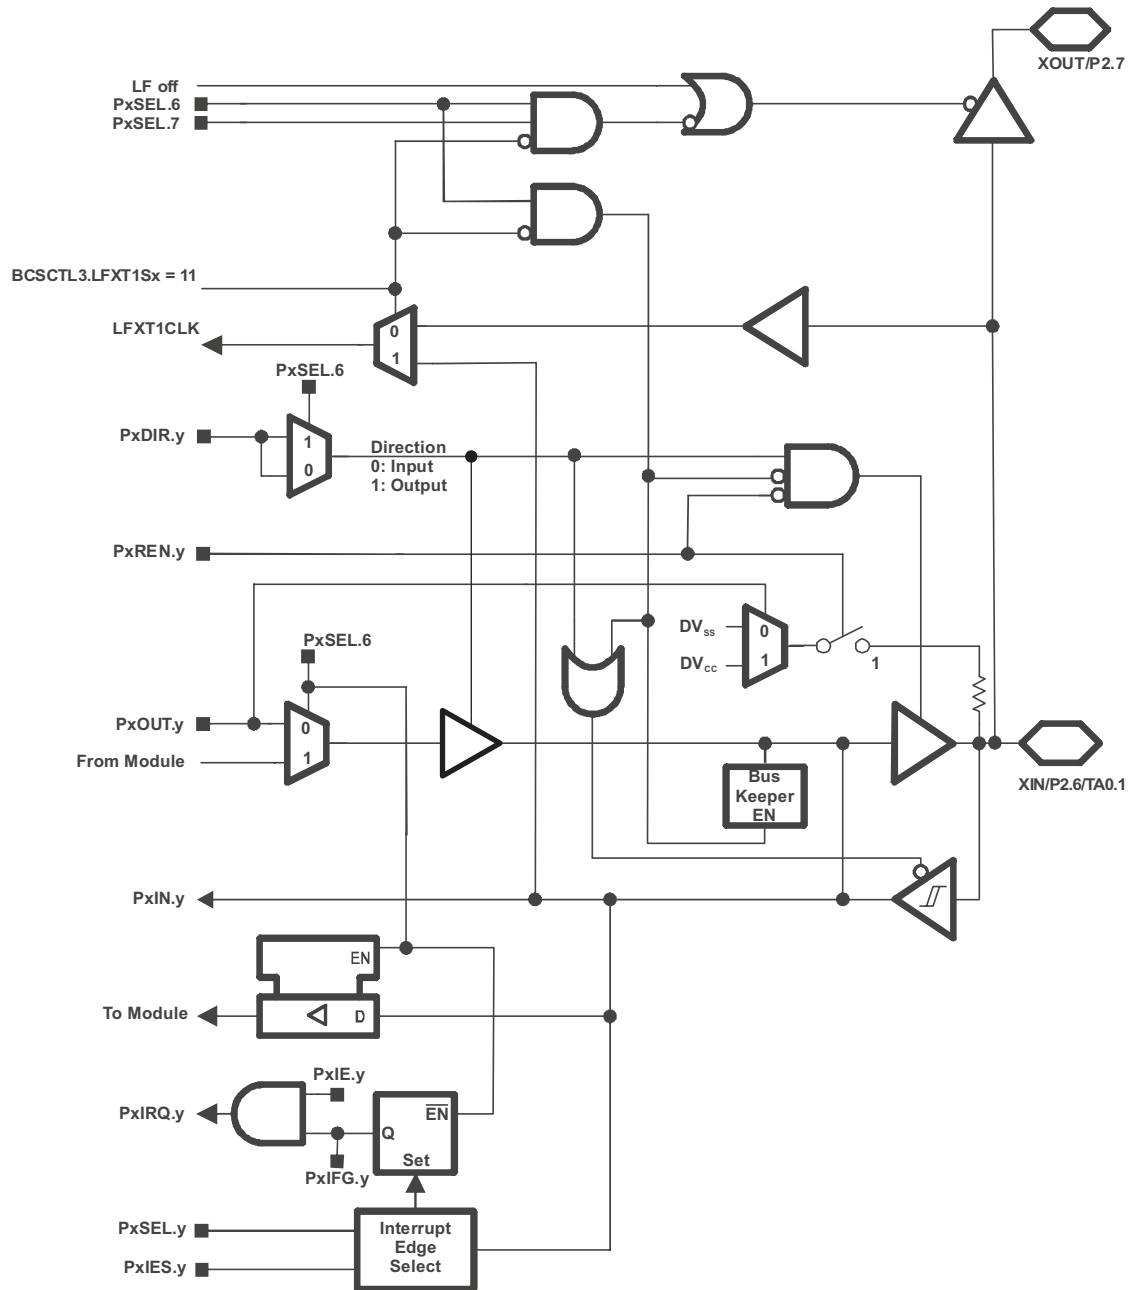 XOUT/P2.7
LF off
PxSEL.6
PxSEL.7
BCSCTL3.LFXT1Sx = 11
LFXT1CLK
0
1
PxSEL.6
PxDIR.y
1
0
Direction
0: Input
1: Output
PxREN.y
PxSEL.6
DVSS
0
DVCC
1
1
PxOUT.y
0
From Module
1
Bus
Keeper
EN
XIN/P2.6/TA0.1
PxIN.y
EN
To Module
D
PxIE.y
PxIRQ.y
EN
Q
Set
PxIFG.y
PxSEL.y
PxIES.y
Interrupt
Edge
Select